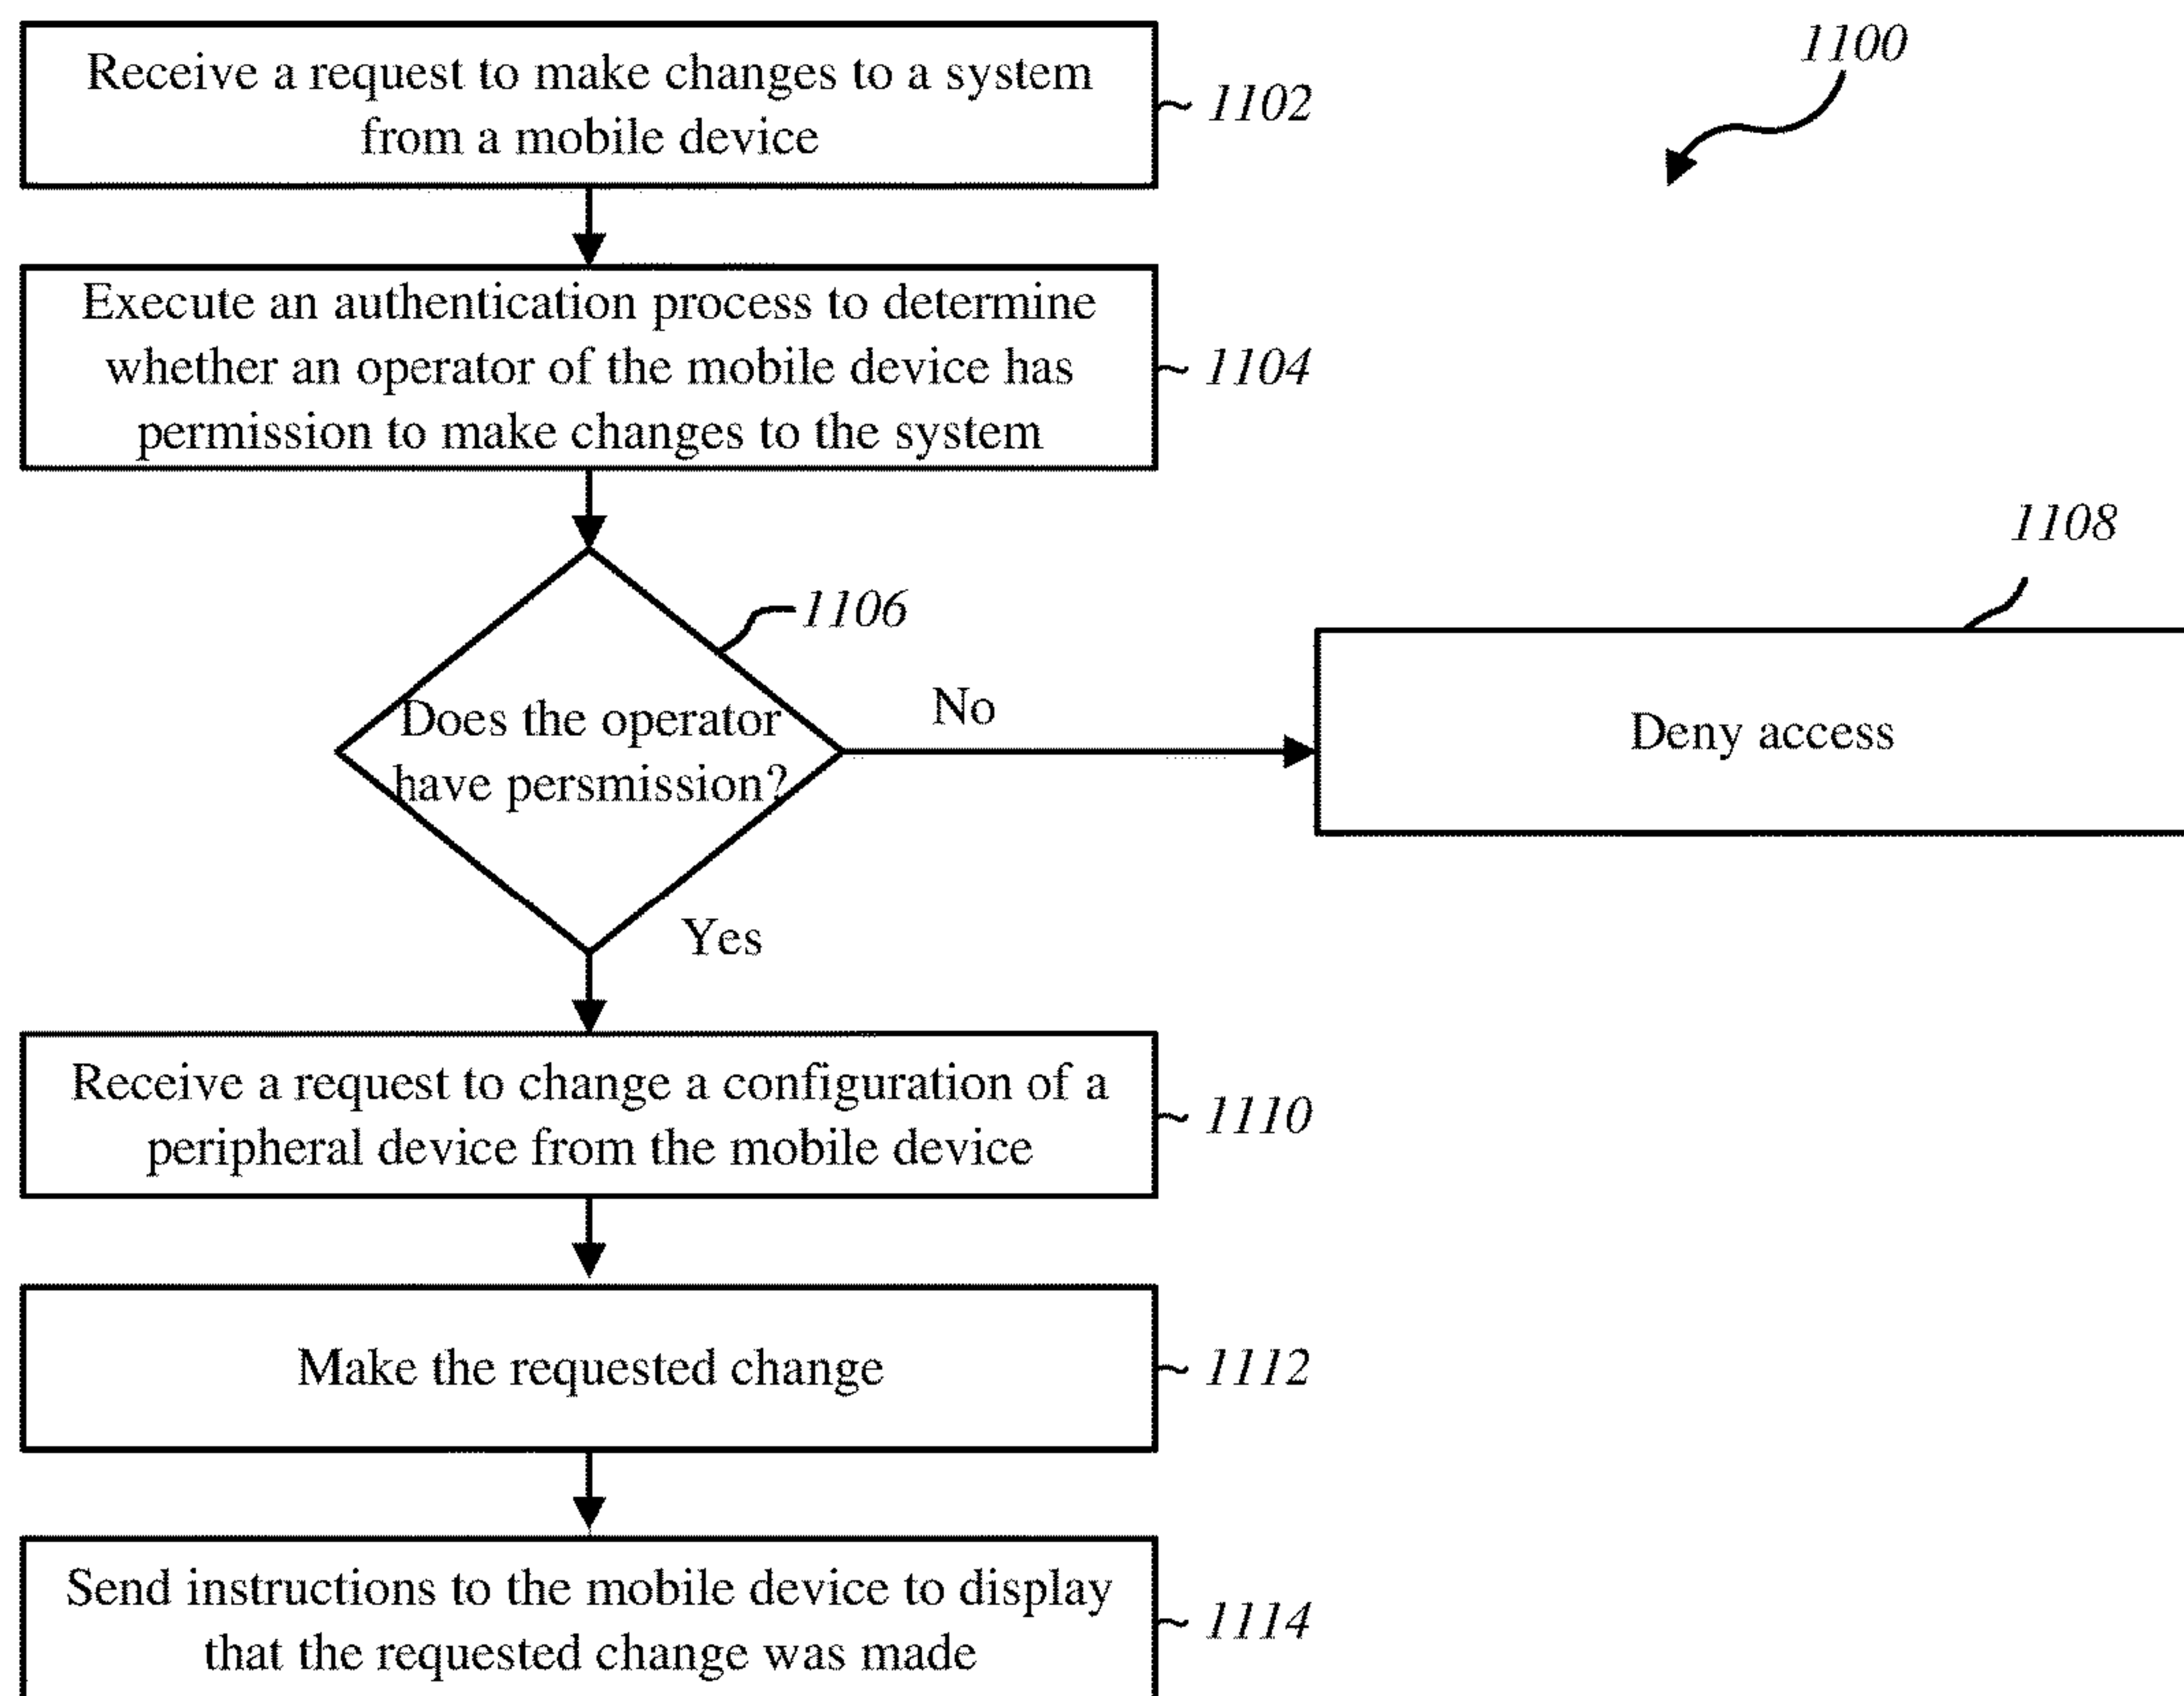 1100
Receive a request to make changes to a system
from a mobile device
1102
Execute an authentication process to determine
whether an operator of the mobile device has
permission to make changes to the system
1104
1106
Does the operator
have persmission?
No
1108
Deny access
Yes
Receive a request to change a configuration of a
peripheral device from the mobile device
1110
Make the requested change
1112
Send instructions to the mobile device to display
that the requested change was made
1114